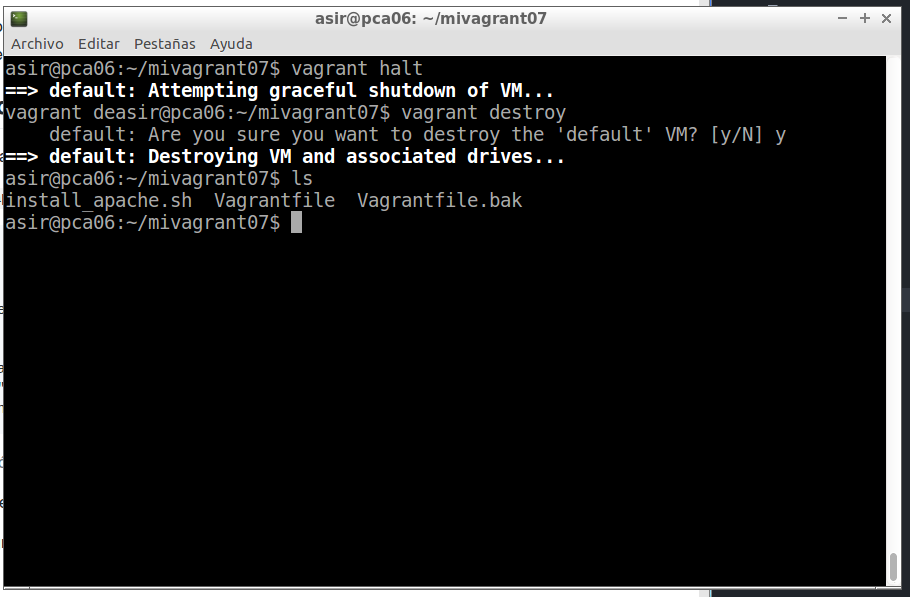 asir@pca06: ~/mivagrant07
Archivo Editar Pestañas Ayuda
asir@pca06:~/mivagrant07$ vagrant halt
==> default: Attempting graceful shutdown of VM...
vagrant deasir@pca06:~/mivagrant07$ vagrant destroy
    default: Are you sure you want to destroy the 'default' VM? [y/N] y
==> default: Destroying VM and associated drives...
asir@pca06:~/mivagrant07$ ls
install_apache.sh  Vagrantfile  Vagrantfile.bak
asir@pca06:~/mivagrant07$